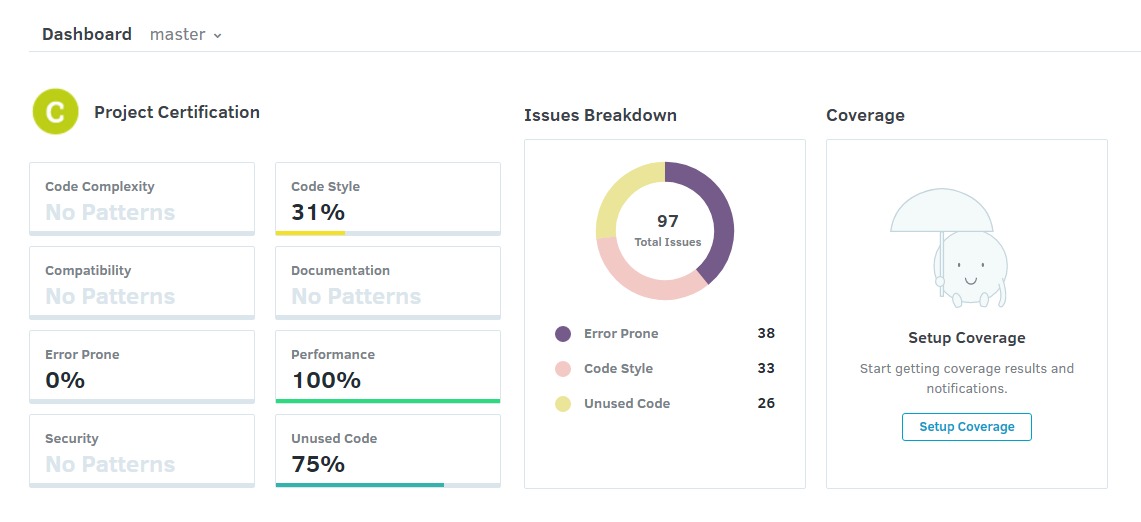 Dashboard master
C Project Certification
Code Complexity
No Patterns
Code Style
31%
Compatibility
No Patterns
Documentation
No Patterns
Error Prone
0%
Performance
100%
Security
No Patterns
Unused Code
75%
Issues Breakdown
97
Total Issues
Error Prone 38
Code Style 33
Unused Code 26
Coverage
Setup Coverage
Start getting coverage results and
notifications.
Setup Coverage